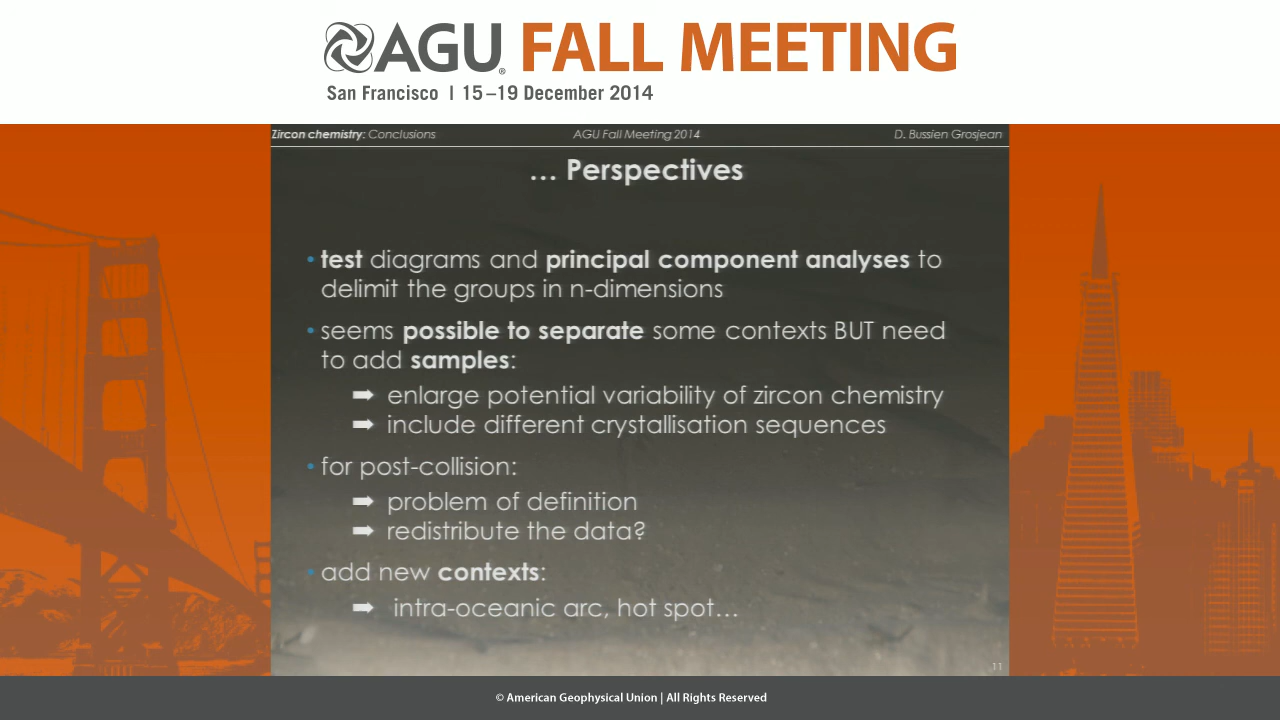 AGU® FALL MEETING
San Francisco | 15–19 December 2014
Zircon chemistry: Conclusions AGU Fall Meeting 2014 D. Bussien Grosjean
… Perspectives
• test diagrams and principal component analyses to
delimit the groups in n-dimensions
• seems possible to separate some contexts BUT need
to add samples:
➡ enlarge potential variability of zircon chemistry
➡ include different crystallisation sequences
• for post-collision:
➡ problem of definition
➡ redistribute the data?
• add new contexts:
➡ intra-oceanic arc, hot spot…
11
© American Geophysical Union | All Rights Reserved